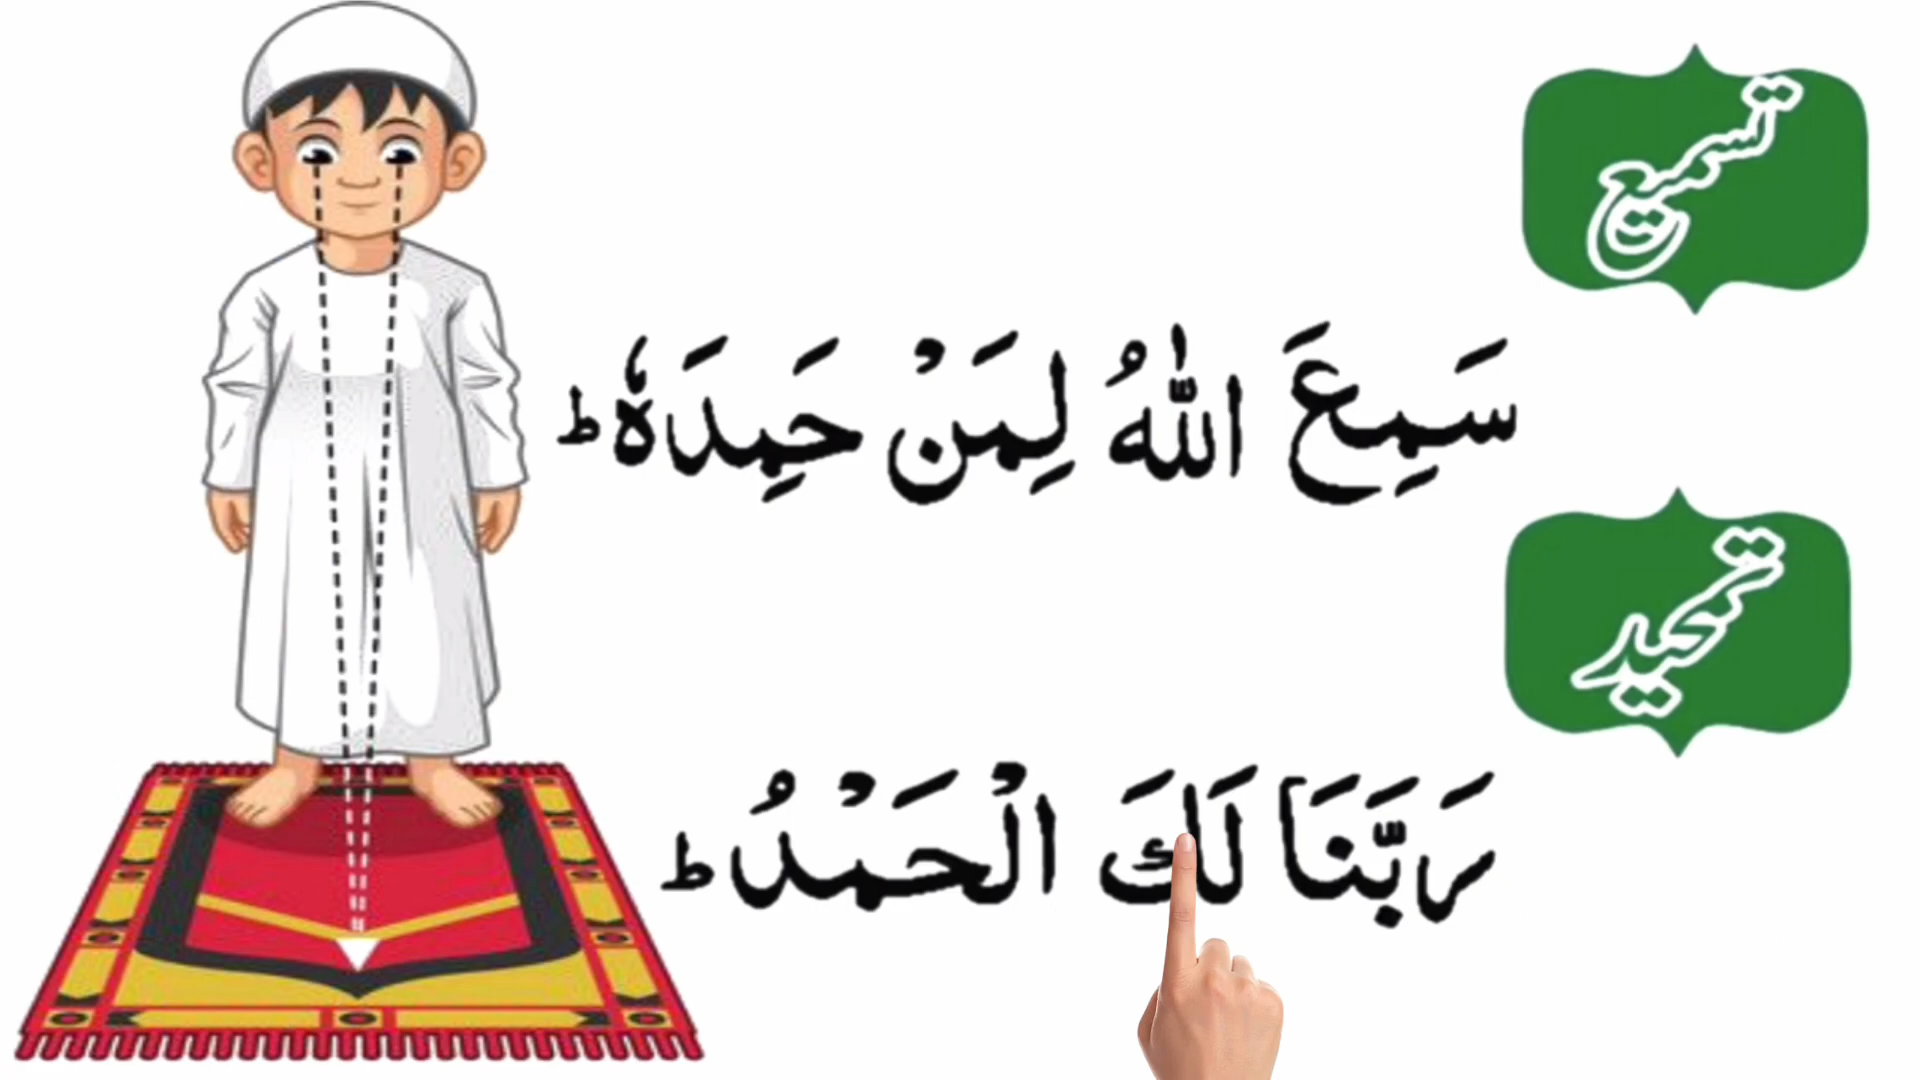 تسمیع
سَمِعَ اللّٰهُ لِمَنْ حَمِدَهٗ ؕ
تحمید
رَبَّنَا لَكَ الْحَمْدُ ؕ